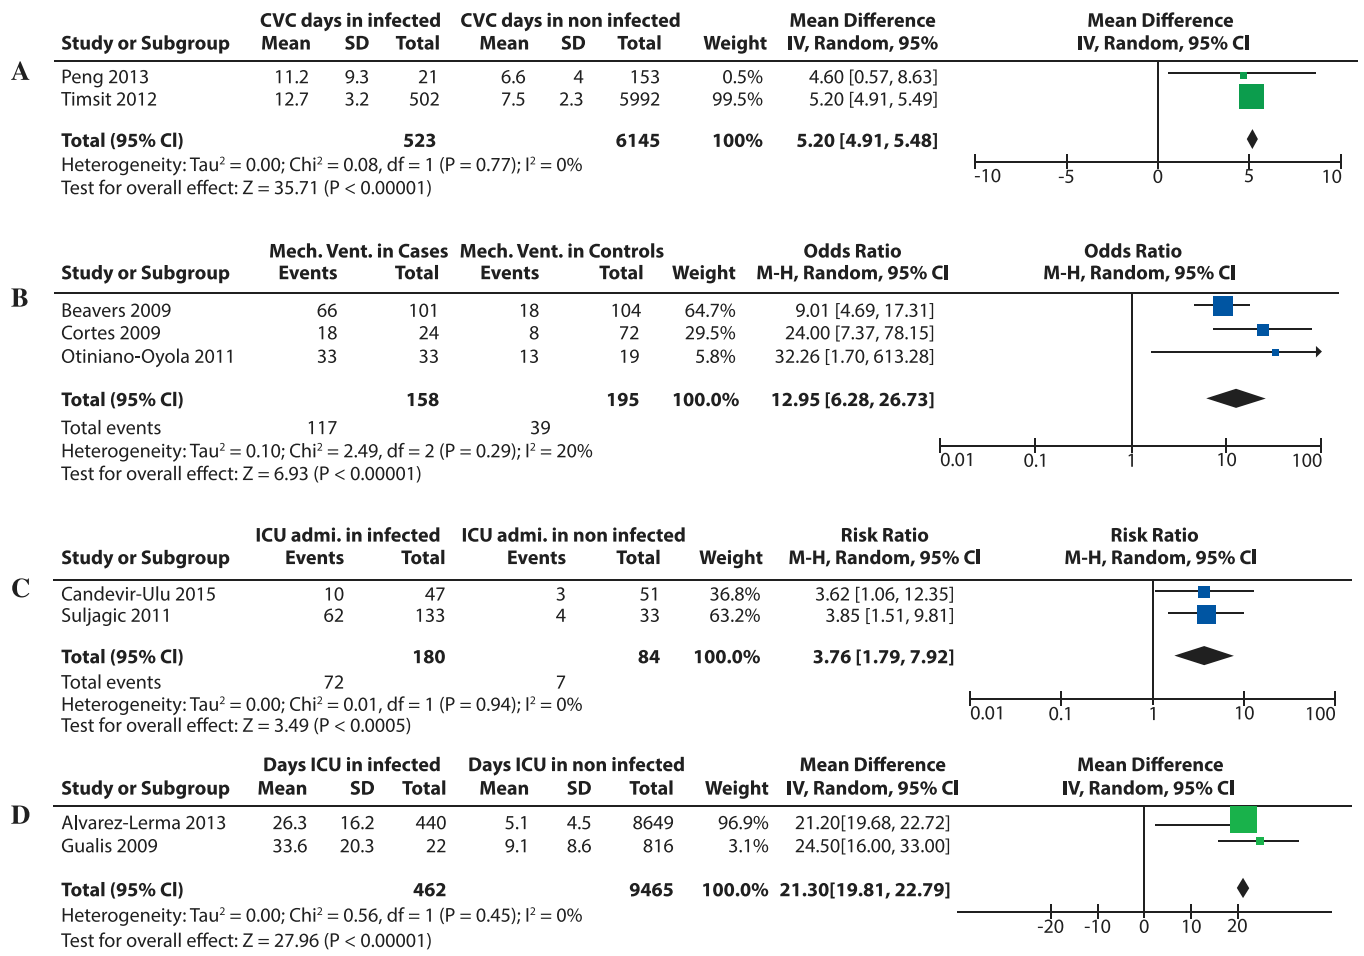 CVC days in infected CVC days in non infected Mean Difference Mean Difference
Study or Subgroup Mean SD Total Mean SD Total Weight IV, Random, 95% IV, Random, 95% CI
A
Peng 2013 11.2 9.3 21 6.6 4 153 0.5% 4.60 [0.57, 8.63]
Timsit 2012 12.7 3.2 502 7.5 2.3 5992 99.5% 5.20 [4.91, 5.49]
Total (95% CI) 523 6145 100% 5.20 [4.91, 5.48]
Heterogeneity: Tau² = 0.00; Chi² = 0.08, df = 1 (P = 0.77); I² = 0%
-10 -5 0 5 10
Test for overall effect: Z = 35.71 (P < 0.00001)
Mech. Vent. in Cases Mech. Vent. in Controls Odds Ratio Odds Ratio
Study or Subgroup Events Total Events Total Weight M-H, Random, 95% CI M-H, Random, 95% CI
B
Beavers 2009 66 101 18 104 64.7% 9.01 [4.69, 17.31]
Cortes 2009 18 24 8 72 29.5% 24.00 [7.37, 78.15]
Otiniano-Oyola 2011 33 33 13 19 5.8% 32.26 [1.70, 613.28]
Total (95% CI) 158 195 100.0% 12.95 [6.28, 26.73]
Total events 117 39
Heterogeneity: Tau² = 0.10; Chi² = 2.49, df = 2 (P = 0.29); I² = 20%
0.01 0.1 1 10 100
Test for overall effect: Z = 6.93 (P < 0.00001)
ICU admi. in infected ICU admi. in non infected Risk Ratio Risk Ratio
Study or Subgroup Events Total Events Total Weight M-H, Random, 95% CI M-H, Random, 95% CI
C
Candevir-Ulu 2015 10 47 3 51 36.8% 3.62 [1.06, 12.35]
Suljagic 2011 62 133 4 33 63.2% 3.85 [1.51, 9.81]
Total (95% CI) 180 84 100.0% 3.76 [1.79, 7.92]
Total events 72 7
Heterogeneity: Tau² = 0.00; Chi² = 0.01, df = 1 (P = 0.94); I² = 0%
0.01 0.1 1 10 100
Test for overall effect: Z = 3.49 (P < 0.0005)
Days ICU in infected Days ICU in non infected Mean Difference Mean Difference
Study or Subgroup Mean SD Total Mean SD Total Weight IV, Random, 95% CI IV, Random, 95% CI
D
Alvarez-Lerma 2013 26.3 16.2 440 5.1 4.5 8649 96.9% 21.20[19.68, 22.72]
Gualis 2009 33.6 20.3 22 9.1 8.6 816 3.1% 24.50[16.00, 33.00]
Total (95% CI) 462 9465 100.0% 21.30[19.81, 22.79]
Heterogeneity: Tau² = 0.00; Chi² = 0.56, df = 1 (P = 0.45); I² = 0%
-20 -10 0 10 20
Test for overall effect: Z = 27.96 (P < 0.00001)